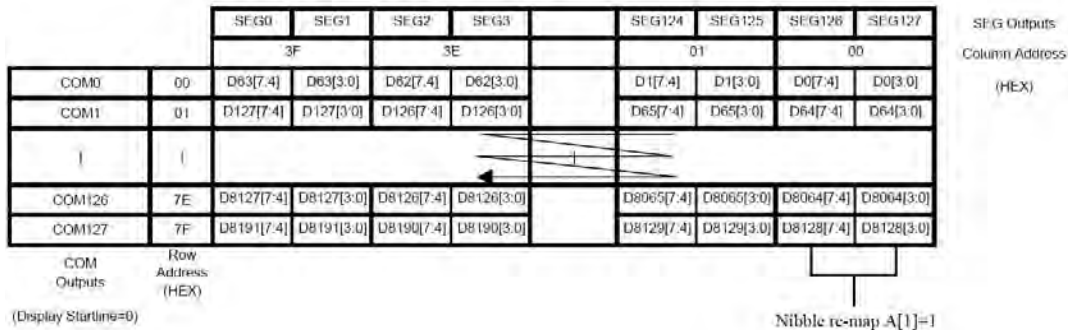 SEG0 SEG1 SEG2 SEG3 SEG124 SEG125 SEG126 SEG127 SEG Outputs
3F 3E 01 00 Column Address
COM0 00 D63[7:4] D63[3:0] D62[7:4] D62[3:0] D1[7:4] D1[3:0] D0[7:4] D0[3:0] (HEX)
COM1 01 D127[7:4] D127[3:0] D126[7:4] D126[3:0] D65[7:4] D65[3:0] D64[7:4] D64[3:0]
COM126 7E D8127[7:4] D8127[3:0] D8126[7:4] D8126[3:0] D8065[7:4] D8065[3:0] D8064[7:4] D8064[3:0]
COM127 7F D8191[7:4] D8191[3:0] D8190[7:4] D8190[3:0] D8129[7:4] D8129[3:0] D8128[7:4] D8128[3:0]
COM Row
Outputs Address
(HEX)
(Display Startline=0)
Nibble re-map A[1]=1